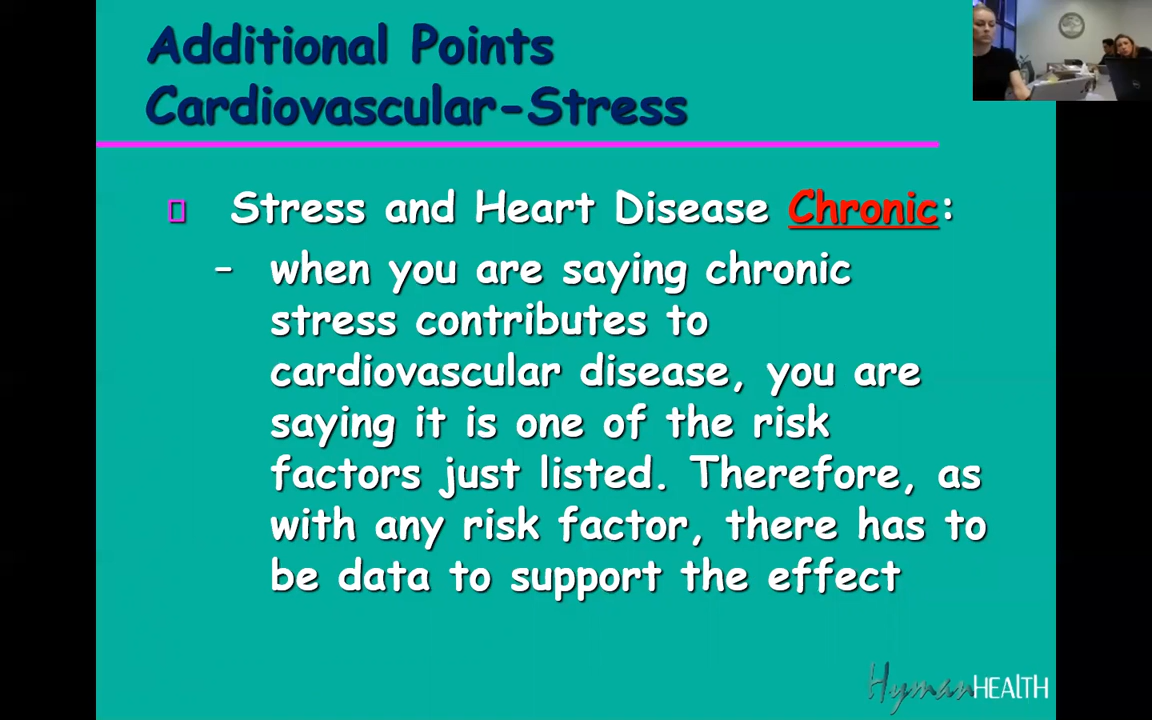 Additional Points
Cardiovascular-Stress
Stress and Heart Disease Chronic:
- when you are saying chronic
stress contributes to
cardiovascular disease, you are
saying it is one of the risk
factors just listed. Therefore, as
with any risk factor, there has to
be data to support the effect
HymanHEALTH